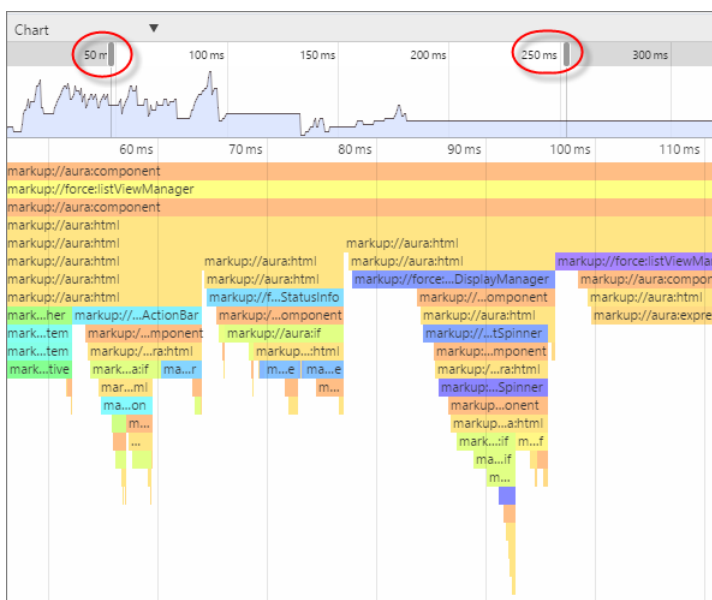 Chart ▼
50 m 100 ms 150 ms 200 ms 250 ms 300 ms
60 ms 70 ms 80 ms 90 ms 100 ms 110 ms
markup://aura:component
markup://force:listViewManager
markup://aura:component
markup://aura:html
markup://aura:html markup://aura:html
markup://aura:html markup://aura:html markup://aura:html markup://force:listViewMa
markup://aura:html markup://aura:html markup://force:...DisplayManager markup://aura:compor
markup://aura:html markup://f...StatusInfo markup://...omponent markup://aura:html
mark...her markup://...ActionBar markup://...omponent markup://aura:html markup://aura:expre
mark...tem markup:/...mponent markup://aura:if markup://...tSpinner
mark...tem markup:/...ra:html markup...:html markup:...mponent
mark...tive mark...a:if ma...r m...e ma...e markup:/...ra:html
mar...ml m... markup:...Spinner
ma...on markup...onent
m... markup...a:html
... mark...:if m...f
ma...if
m...